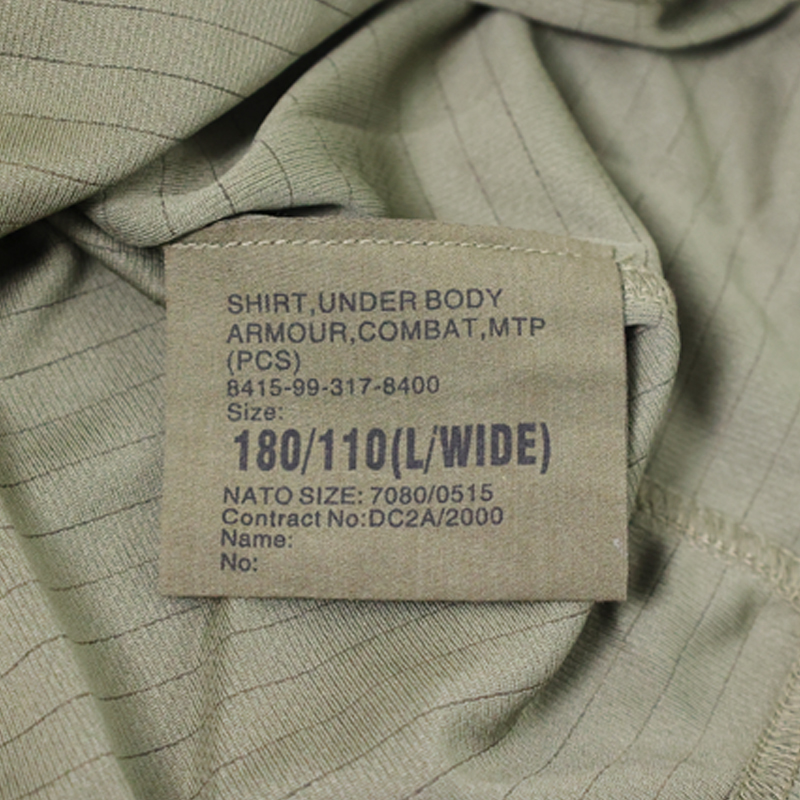 SHIRT,UNDER BODY
ARMOUR,COMBAT,MTP
(PCS)
8415-99-317-8400
Size:
180/110(L/WIDE)
NATO SIZE: 7080/0515
Contract No:DC2A/2000
Name:
No: